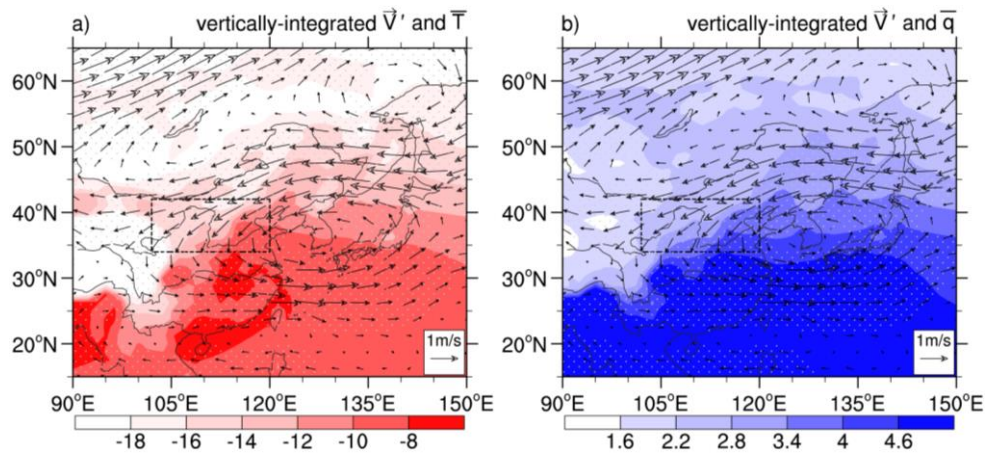 a) vertically-integrated V⃗ ′ and T̅
60°N
50°N
40°N
30°N
20°N
1m/s
90°E 105°E 120°E 135°E 150°E
-18 -16 -14 -12 -10 -8
b) vertically-integrated V⃗ ′ and q̅
60°N
50°N
40°N
30°N
20°N
1m/s
90°E 105°E 120°E 135°E 150°E
1.6 2.2 2.8 3.4 4 4.6